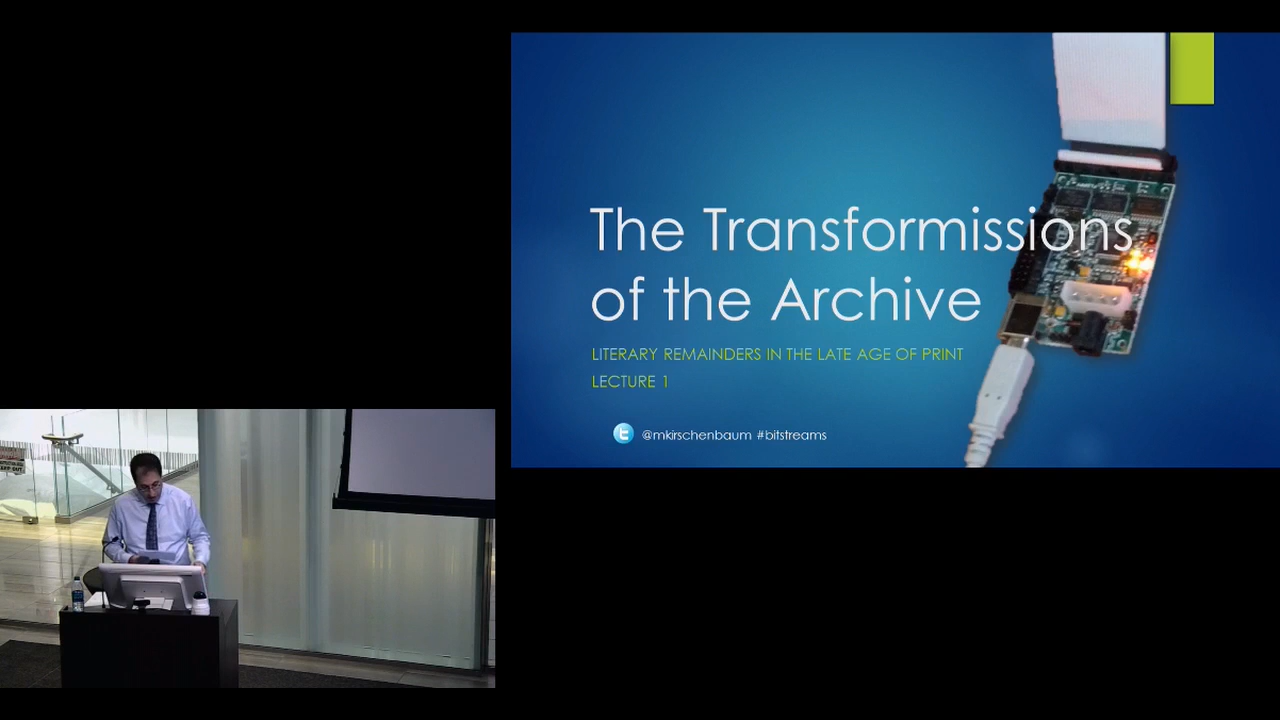 The Transformissions
of the Archive
LITERARY REMAINDERS IN THE LATE AGE OF PRINT
LECTURE 1
@mkirschenbaum #bitstreams